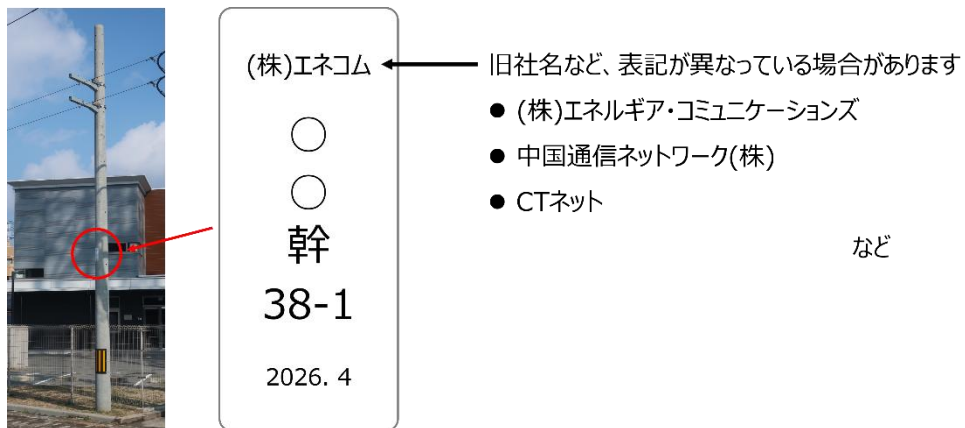 (株)エネコム
○
○
幹
38-1
2026. 4
旧社名など、表記が異なっている場合があります
● (株)エネルギア・コミュニケーションズ
● 中国通信ネットワーク(株)
● CTネット
など